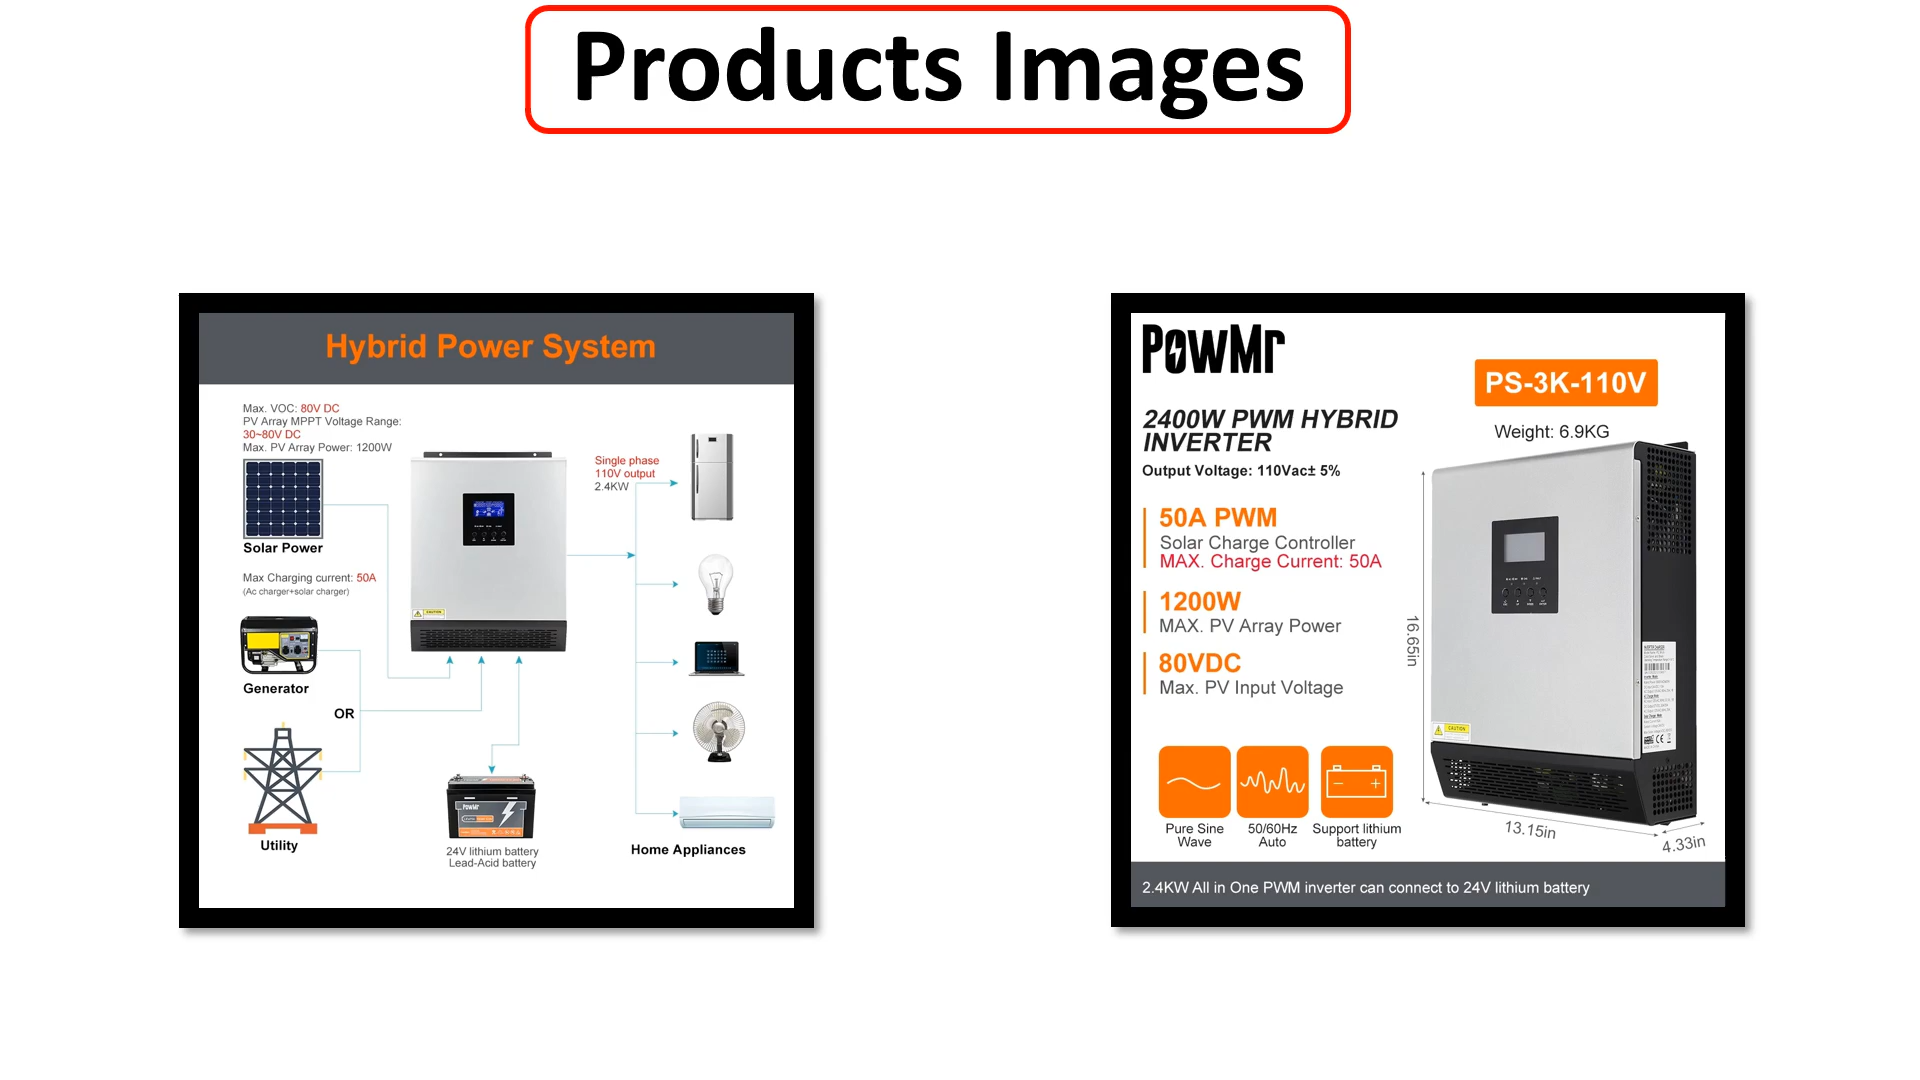 Products Images
Hybrid Power System
Max. VOC: 80V DC
PV Array MPPT Voltage Range:
30~80V DC
Max. PV Array Power: 1200W
Solar Power
Max Charging current: 50A
(Ac charger+solar charger)
Generator
OR
Utility
CAUTION
Single phase
110V output
2.4KW
PowMr
24V lithium battery
Lead-Acid battery
Home Appliances
PowMr
PS-3K-110V
2400W PWM HYBRID
INVERTER
Weight: 6.9KG
Output Voltage: 110Vac± 5%
50A PWM
Solar Charge Controller
MAX. Charge Current: 50A
1200W
MAX. PV Array Power
80VDC
Max. PV Input Voltage
16.65in
CAUTION
13.15in
4.33in
Pure Sine
Wave
50/60Hz
Auto
Support lithium
battery
2.4KW All in One PWM inverter can connect to 24V lithium battery